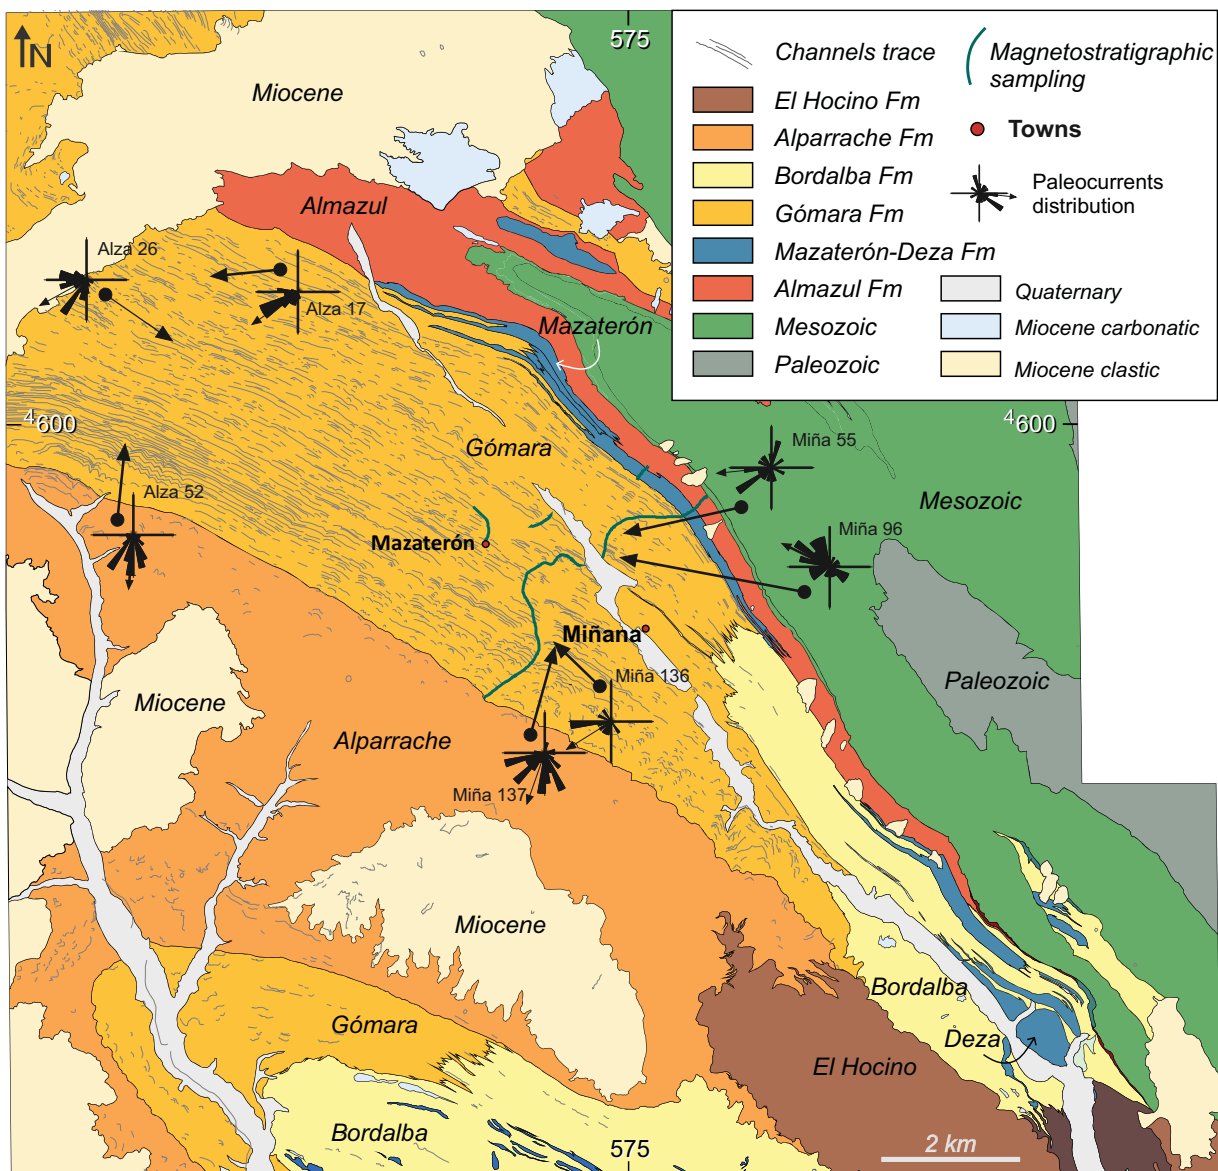 N
575
Miocene
Channels trace
Magnetostratigraphic
sampling
El Hocino Fm
Alparrache Fm
Towns
Bordalba Fm
Paleocurrents
distribution
Gómara Fm
Mazaterón-Deza Fm
Almazul Fm
Quaternary
Mesozoic
Miocene carbonatic
Paleozoic
Miocene clastic
Almazul
Alza 26
Alza 17
Mazaterón
4600
4600
Gómara
Miña 55
Alza 52
Mesozoic
Miña 96
Mazaterón
Miñana
Miña 136
Paleozoic
Miocene
Alparrache
Miña 137
Miocene
Bordalba
Gómara
Deza
El Hocino
Bordalba
575
2 km